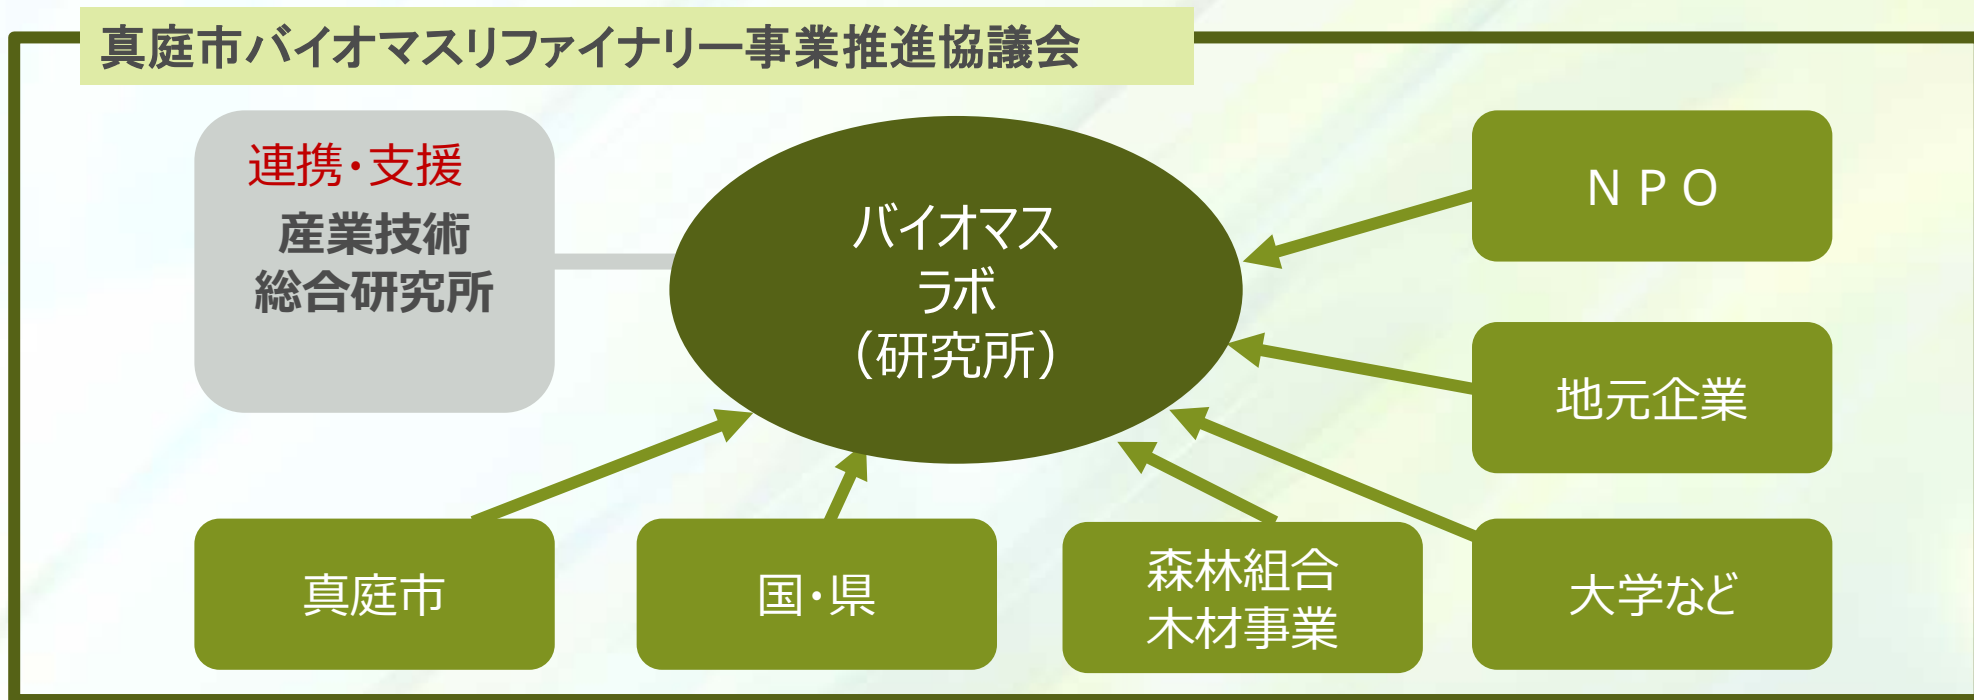 真庭市バイオマスリファイナリー事業推進協議会
連携・支援
産業技術
総合研究所
バイオマス
ラボ
（研究所）
ＮＰＯ
地元企業
真庭市
国・県
森林組合
木材事業
大学など